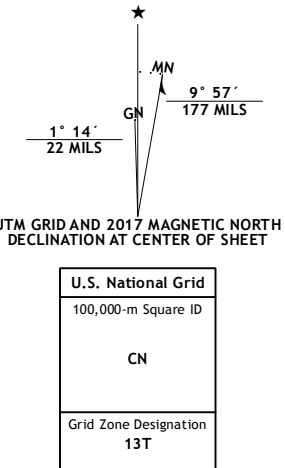 ★
MN
GN
9° 57´
177 MILS
1° 14´
22 MILS
UTM GRID AND 2017 MAGNETIC NORTH
DECLINATION AT CENTER OF SHEET
U.S. National Grid
100,000-m Square ID
CN
Grid Zone Designation
13T